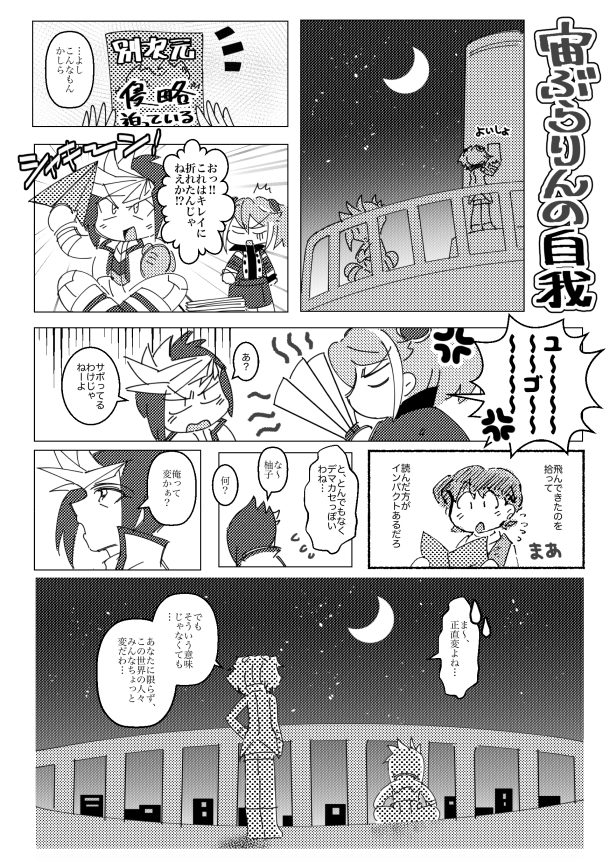 宙ぶらりんの自我
よいしょ
…よし
こんなもん
かしら
別次元
侵略
迫っている
シャキーン!
おっ!!
これはキレイに
折れたんじゃ
ねえか!?
ユ〜〜〜
ゴ〜〜〜〜
あ?
サボってる
わけじゃ
ねーよ
飛んできたのを
拾って
読んだ方が
インパクトあるだろ
まあ
と、とんでもなく
デマカセっぽい
わね…
な〜
柚子
何?
俺って
変かぁ?
ま〜、
正直変よね…
でも
そういう意味
じゃなくても
…
あなたに限らず、
この世界の人々
みんなちょっと
変だわ…